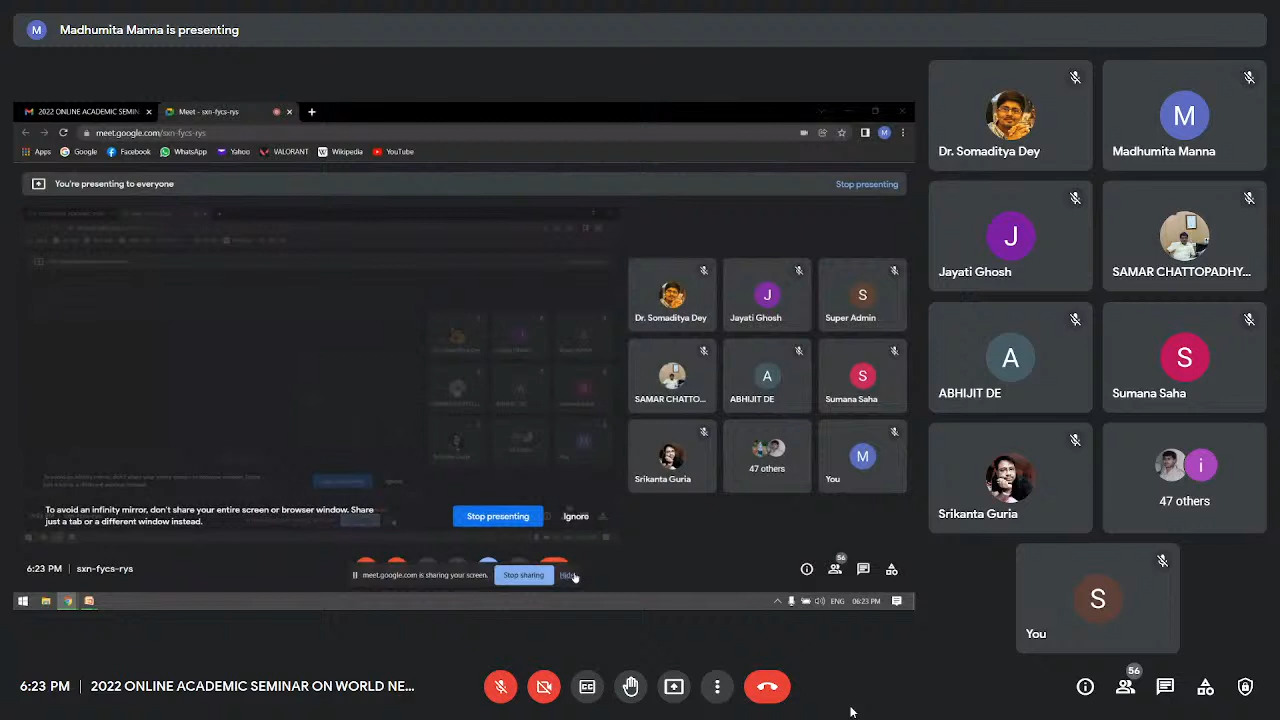 M Madhumita Manna is presenting
2022 ONLINE ACADEMIC SEMIN
Meet - sxn-fycs-rys
meet.google.com/sxn-fycs-rys
M
Apps Google Facebook WhatsApp Yahoo VALORANT Wikipedia YouTube
You're presenting to everyone
Stop presenting
Dr. Somaditya Dey
J
Jayati Ghosh
S
Super Admin
SAMAR CHATTO...
A
ABHIJIT DE
S
Sumana Saha
Srikanta Guria
47 others
M
You
To avoid an infinity mirror, don't share your entire screen or browser window. Share
just a tab or a different window instead.
Stop presenting
Ignore
6:23 PM | sxn-fycs-rys
meet.google.com is sharing your screen.
Stop sharing
Hide
56
ENG 06:23 PM
Dr. Somaditya Dey
M
Madhumita Manna
J
Jayati Ghosh
SAMAR CHATTOPADHY...
A
ABHIJIT DE
S
Sumana Saha
Srikanta Guria
i
47 others
S
You
6:23 PM | 2022 ONLINE ACADEMIC SEMINAR ON WORLD NE...
CC
56